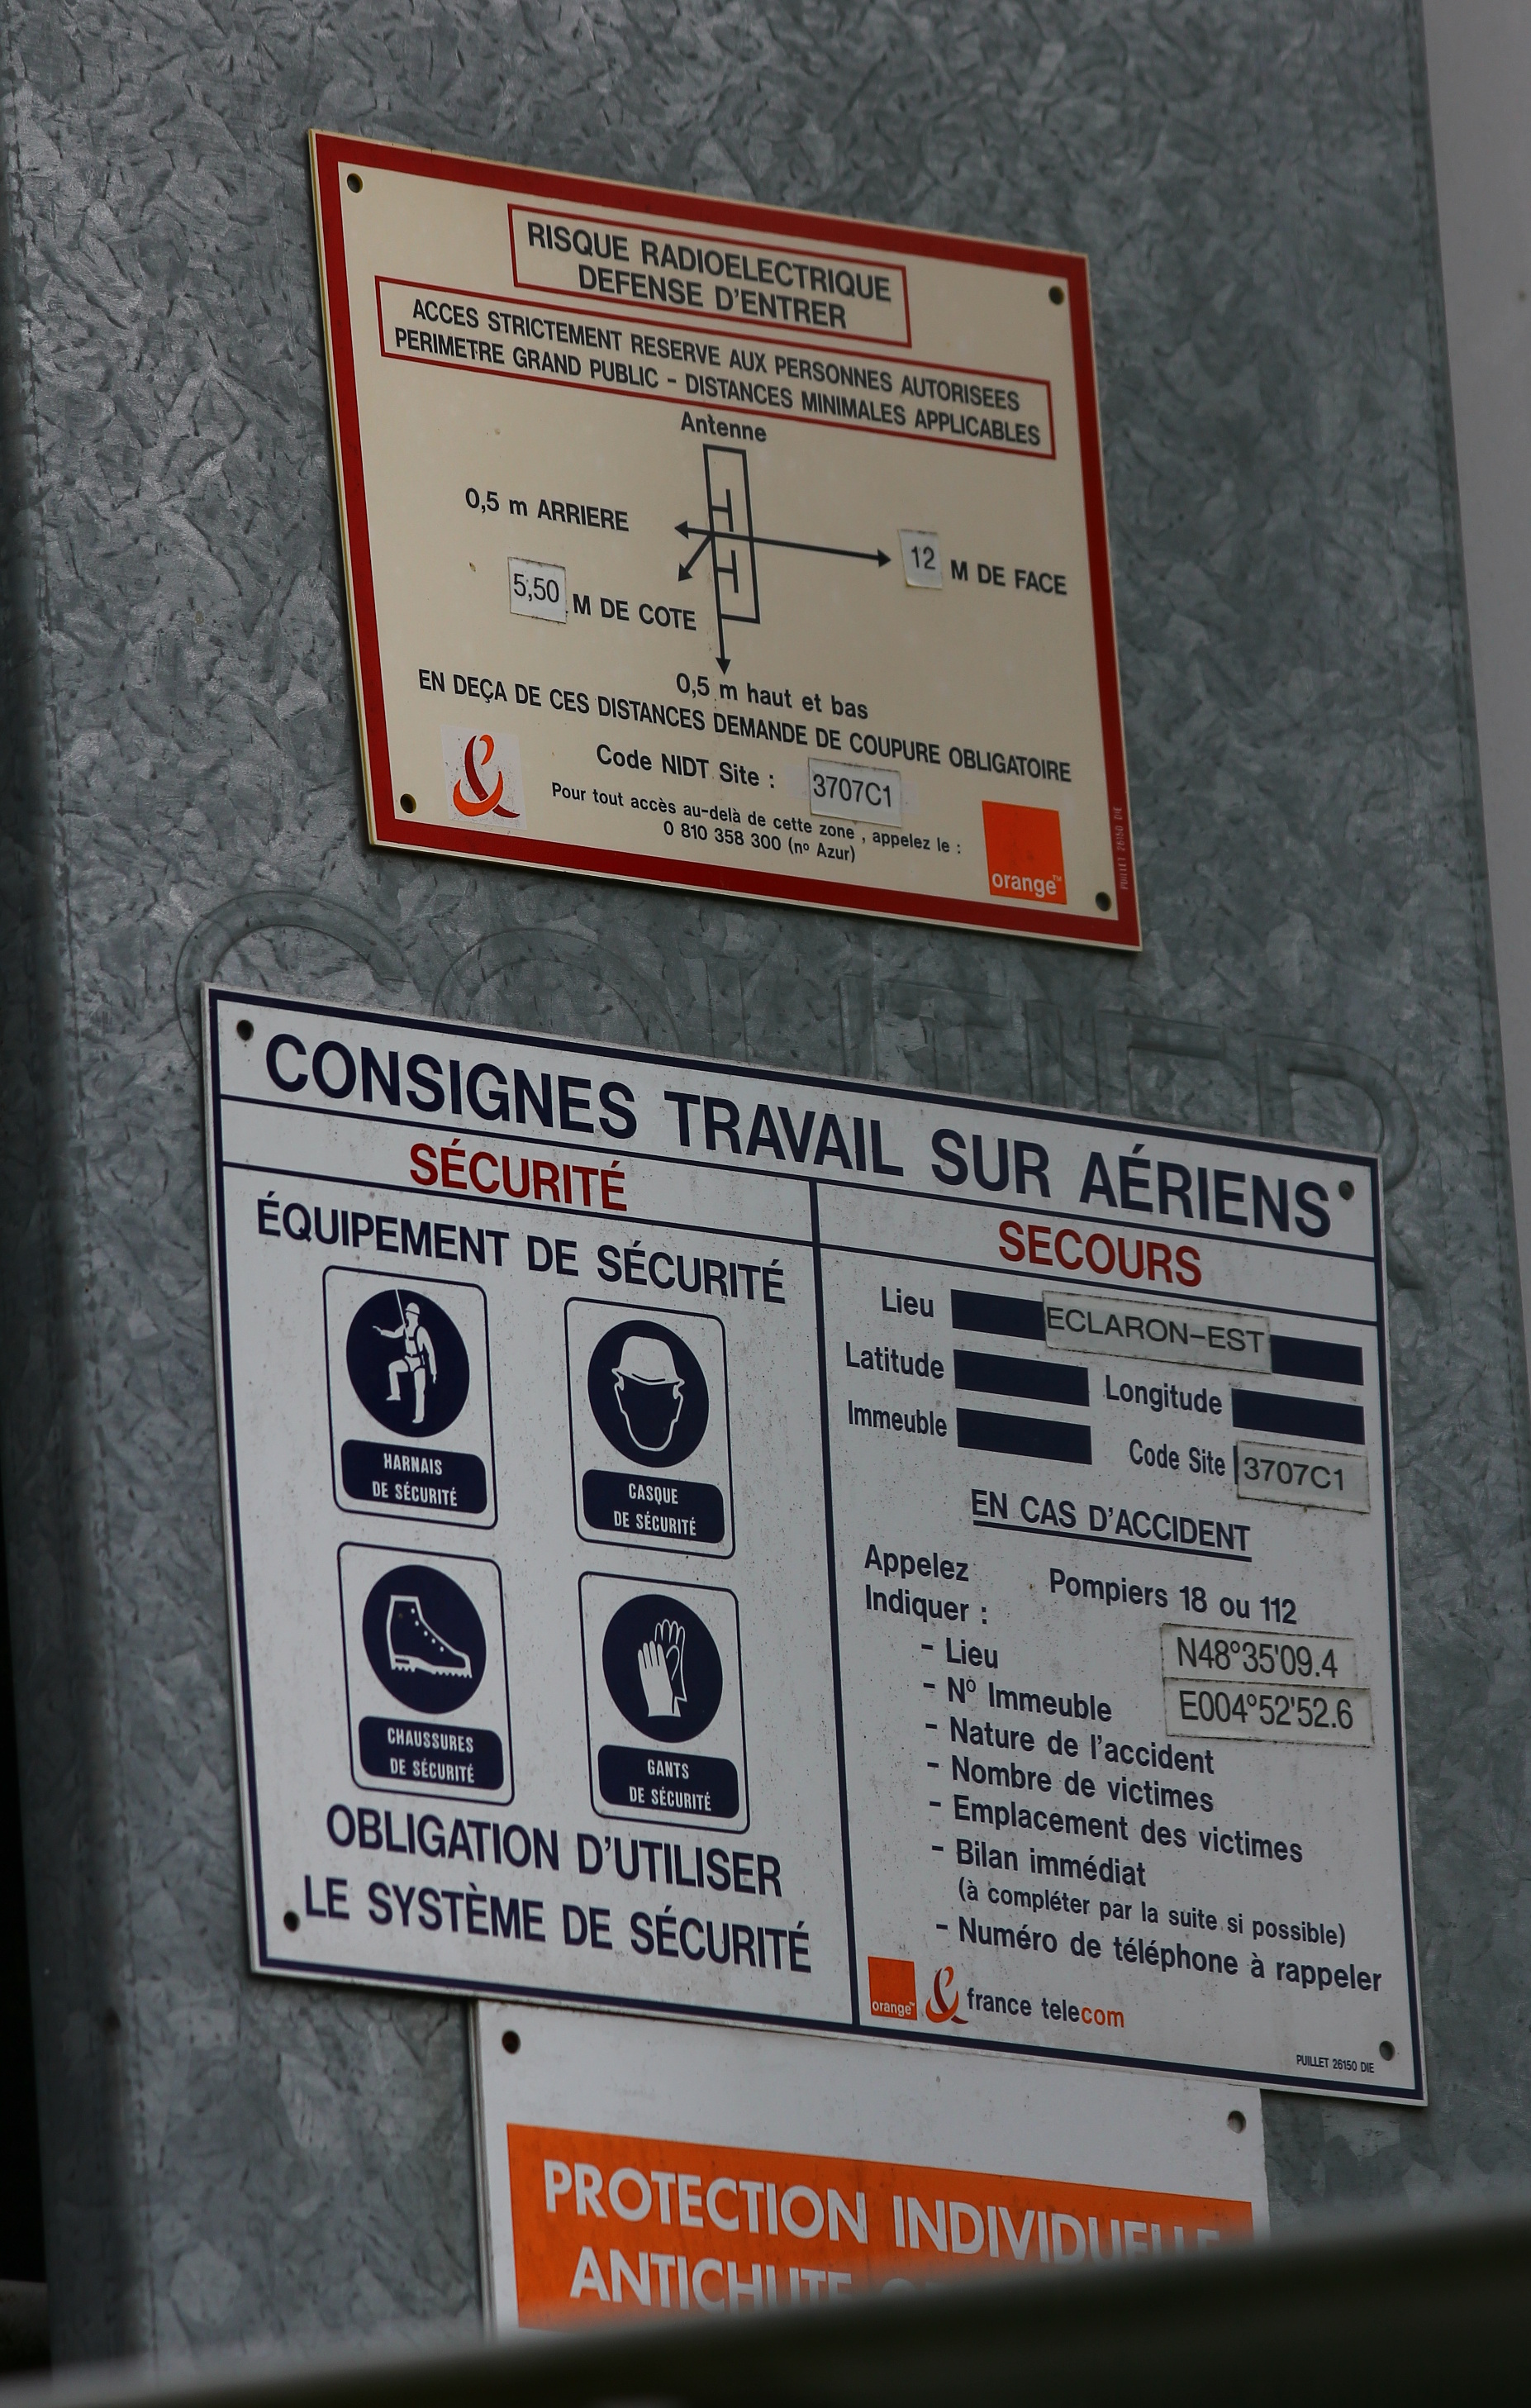 RISQUE RADIOELECTRIQUE
DEFENSE D'ENTRER
ACCES STRICTEMENT RESERVE AUX PERSONNES AUTORISEES
PERIMETRE GRAND PUBLIC - DISTANCES MINIMALES APPLICABLES
Antenne
0,5 m ARRIERE
12 M DE FACE
5,50 M DE COTE
0,5 m haut et bas
EN DEÇA DE CES DISTANCES DEMANDE DE COUPURE OBLIGATOIRE
Code NIDT Site : 3707C1
Pour tout accès au-delà de cette zone , appelez le :
0 810 358 300 (nº Azur)
orange™
PUILLET 26150 DIE
CONSIGNES TRAVAIL SUR AÉRIENS
SÉCURITÉ
ÉQUIPEMENT DE SÉCURITÉ
HARNAIS
DE SÉCURITÉ
CASQUE
DE SÉCURITÉ
CHAUSSURES
DE SÉCURITÉ
GANTS
DE SÉCURITÉ
OBLIGATION D'UTILISER
LE SYSTÈME DE SÉCURITÉ
SECOURS
Lieu ECLARON-EST
Latitude Longitude
Immeuble Code Site 3707C1
EN CAS D'ACCIDENT
Appelez Pompiers 18 ou 112
Indiquer :
- Lieu N48°35'09.4
- Nº Immeuble E004°52'52.6
- Nature de l'accident
- Nombre de victimes
- Emplacement des victimes
- Bilan immédiat
(à compléter par la suite si possible)
- Numéro de téléphone à rappeler
orange™ france telecom
PUILLET 26150 DIE
PROTECTION INDIVIDUELLE
ANTICHUTE